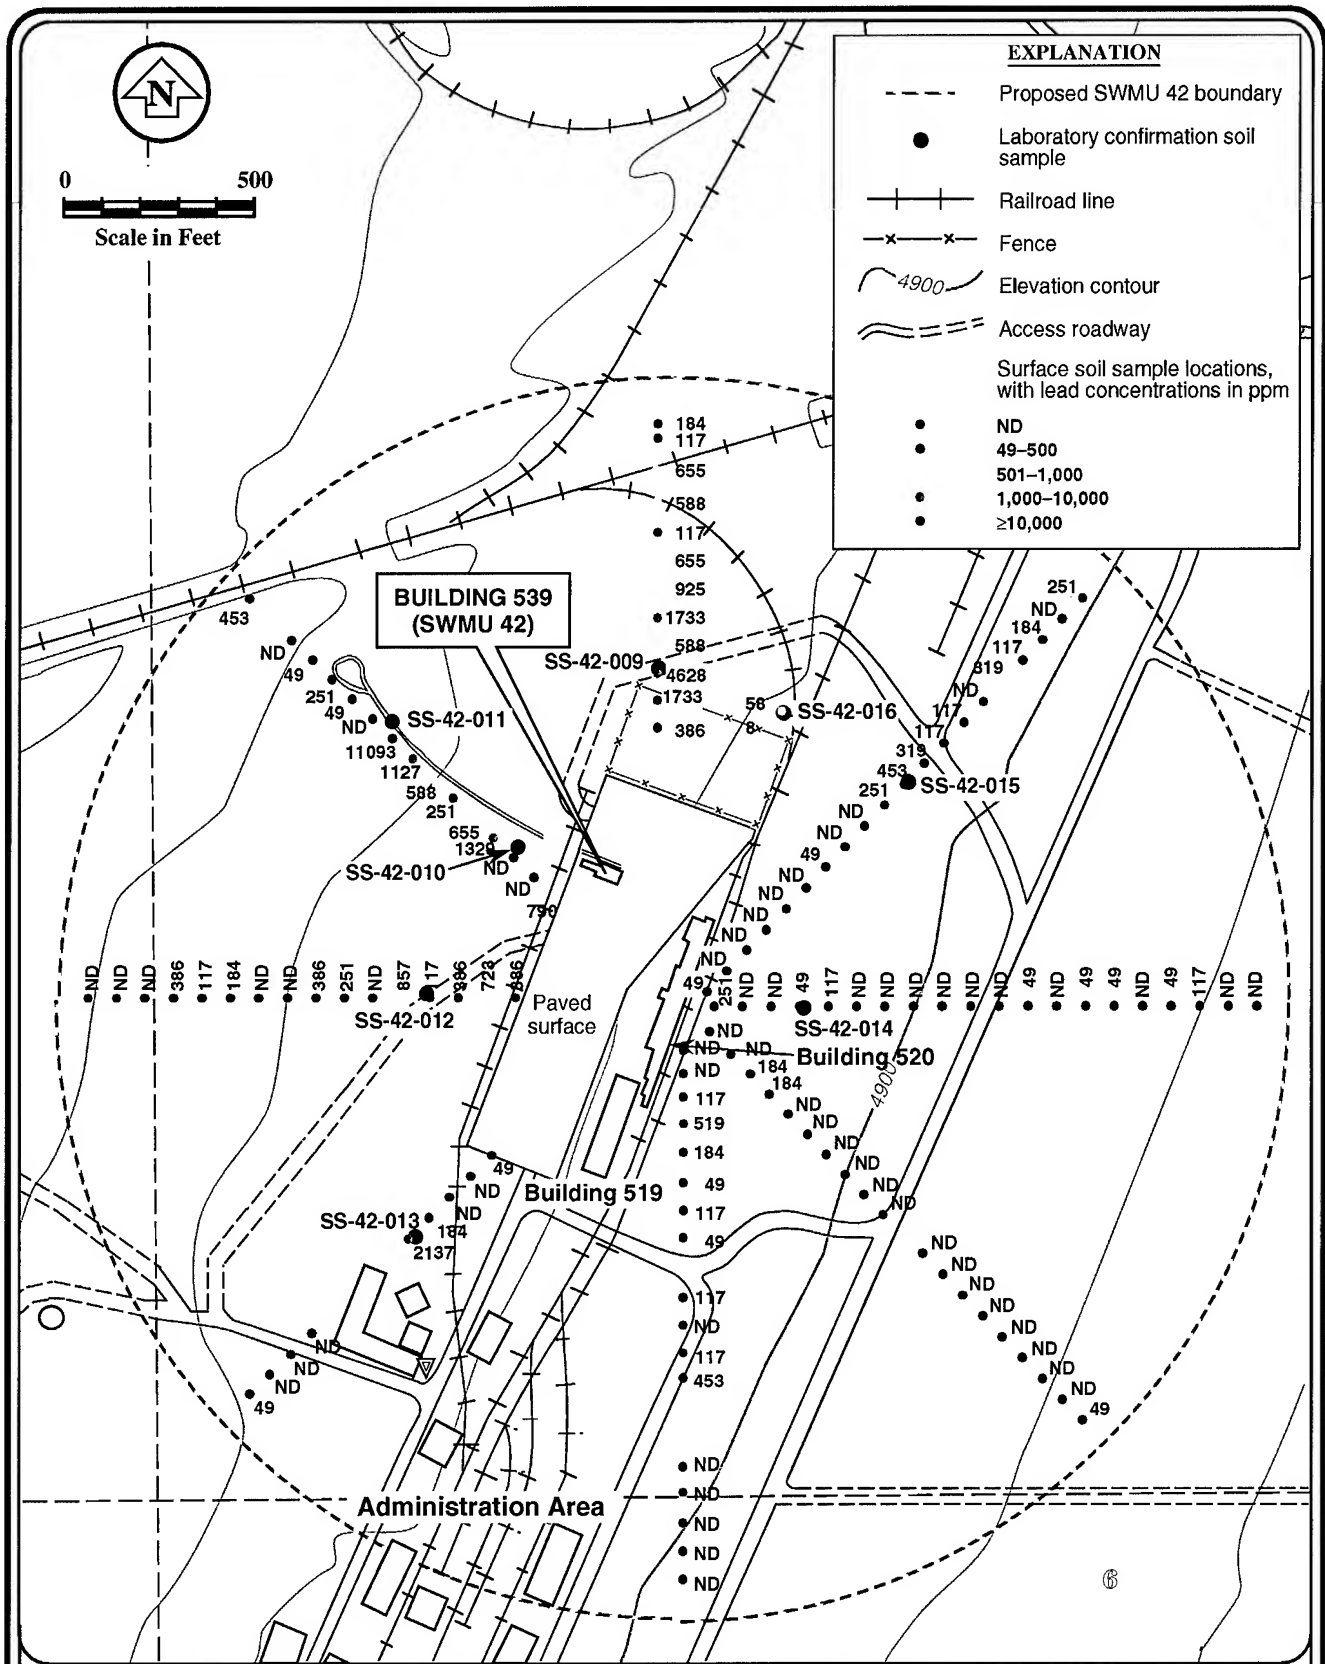 EXPLANATION
Proposed SWMU 42 boundary
Laboratory confirmation soil
sample
Railroad line
Fence
4900
Elevation contour
Access roadway
Surface soil sample locations,
with lead concentrations in ppm
ND
49–500
501–1,000
1,000–10,000
≥10,000
N
0 500
Scale in Feet
184
117
655
588
117
655
925
1733
588
SS-42-009
4628
1733
386
BUILDING 539
(SWMU 42)
453
ND
49
251
49
ND
SS-42-011
11093
1127
588
251
655
1329
SS-42-010
ND
ND
790
58
8
SS-42-016
251
ND
184
117
819
ND
117
117
319
453
SS-42-015
251
ND
ND
49
ND
ND
ND
ND
49
ND
ND
ND
386
117
184
ND
ND
386
251
ND
857
17
386
723
386
SS-42-012
Paved
surface
251
ND
ND
49
117
ND
ND
ND
ND
ND
ND
49
ND
49
49
ND
117
ND
ND
SS-42-014
Building 520
4900
ND
ND
ND
117
519
184
49
117
49
117
ND
117
453
ND
ND
ND
ND
ND
ND
184
184
ND
ND
ND
ND
ND
ND
ND
ND
ND
ND
ND
ND
ND
ND
49
49
ND
ND
184
SS-42-013
2137
Building 519
ND
ND
ND
49
Administration Area
6